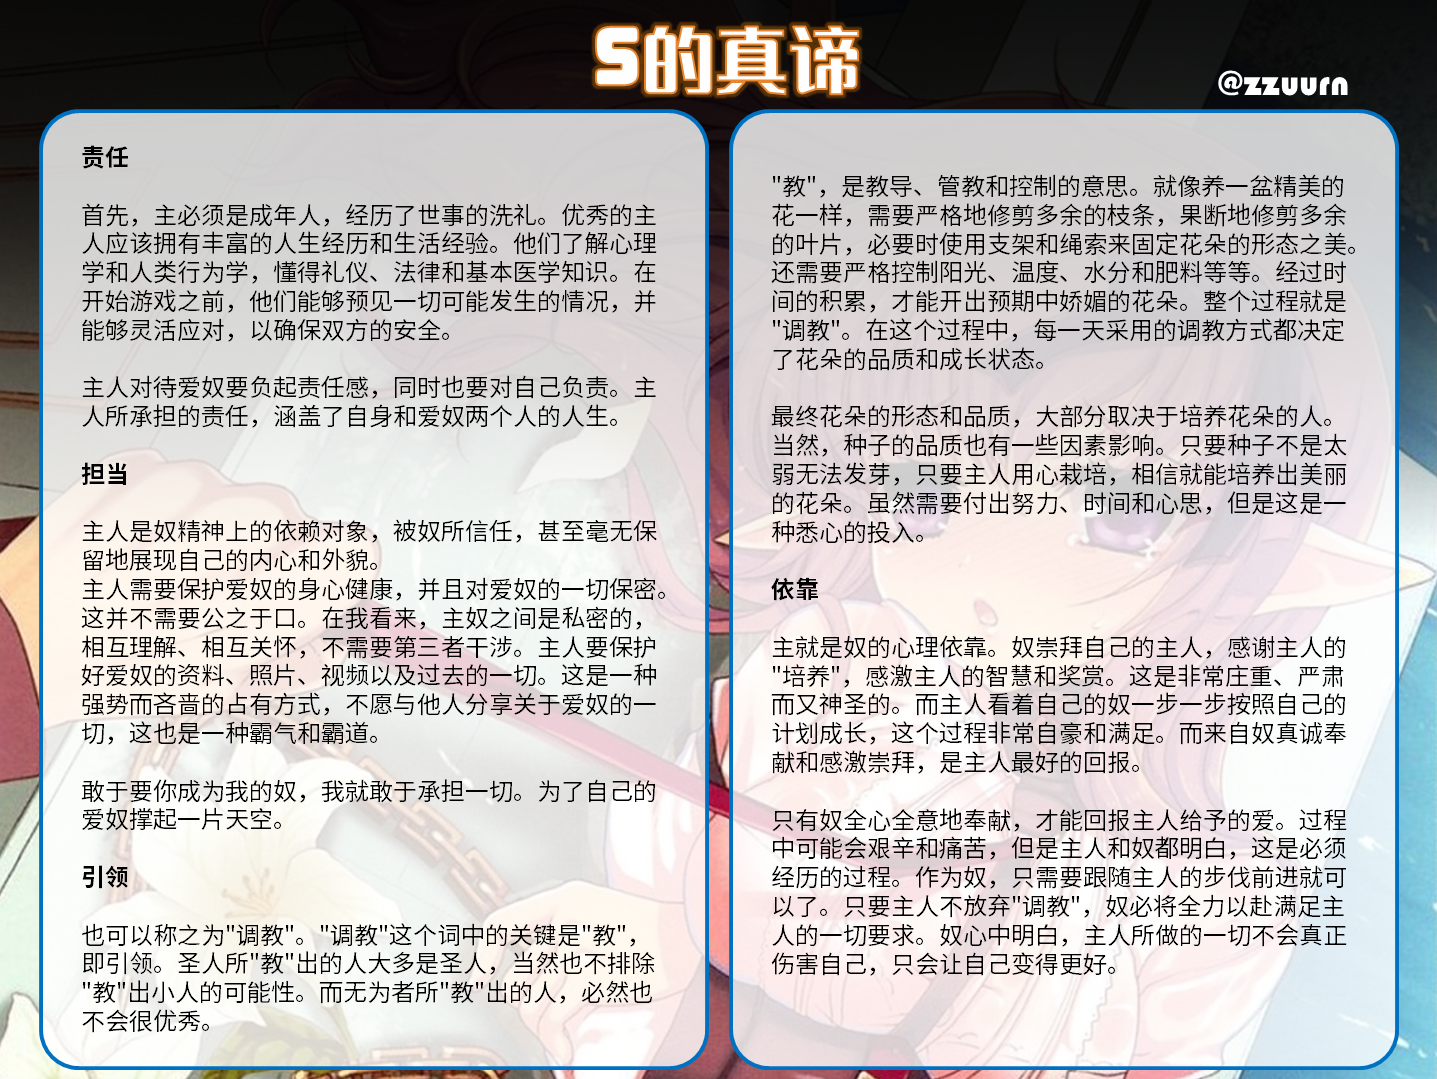 S的真谛
@zzuurn
责任
首先，主必须是成年人，经历了世事的洗礼。优秀的主
人应该拥有丰富的人生经历和生活经验。他们了解心理
学和人类行为学，懂得礼仪、法律和基本医学知识。在
开始游戏之前，他们能够预见一切可能发生的情况，并
能够灵活应对，以确保双方的安全。
主人对待爱奴要负起责任感，同时也要对自己负责。主
人所承担的责任，涵盖了自身和爱奴两个人的人生。
担当
主人是奴精神上的依赖对象，被奴所信任，甚至毫无保
留地展现自己的内心和外貌。
主人需要保护爱奴的身心健康，并且对爱奴的一切保密。
这并不需要公之于口。在我看来，主奴之间是私密的，
相互理解、相互关怀，不需要第三者干涉。主人要保护
好爱奴的资料、照片、视频以及过去的一切。这是一种
强势而吝啬的占有方式，不愿与他人分享关于爱奴的一
切，这也是一种霸气和霸道。
敢于要你成为我的奴，我就敢于承担一切。为了自己的
爱奴撑起一片天空。
引领
也可以称之为"调教"。"调教"这个词中的关键是"教"，
即引领。圣人所"教"出的人大多是圣人，当然也不排除
"教"出小人的可能性。而无为者所"教"出的人，必然也
不会很优秀。
"教"，是教导、管教和控制的意思。就像养一盆精美的
花一样，需要严格地修剪多余的枝条，果断地修剪多余
的叶片，必要时使用支架和绳索来固定花朵的形态之美。
还需要严格控制阳光、温度、水分和肥料等等。经过时
间的积累，才能开出预期中娇媚的花朵。整个过程就是
"调教"。在这个过程中，每一天采用的调教方式都决定
了花朵的品质和成长状态。
最终花朵的形态和品质，大部分取决于培养花朵的人。
当然，种子的品质也有一些因素影响。只要种子不是太
弱无法发芽，只要主人用心栽培，相信就能培养出美丽
的花朵。虽然需要付出努力、时间和心思，但是这是一
种悉心的投入。
依靠
主就是奴的心理依靠。奴崇拜自己的主人，感谢主人的
"培养"，感激主人的智慧和奖赏。这是非常庄重、严肃
而又神圣的。而主人看着自己的奴一步一步按照自己的
计划成长，这个过程非常自豪和满足。而来自奴真诚奉
献和感激崇拜，是主人最好的回报。
只有奴全心全意地奉献，才能回报主人给予的爱。过程
中可能会艰辛和痛苦，但是主人和奴都明白，这是必须
经历的过程。作为奴，只需要跟随主人的步伐前进就可
以了。只要主人不放弃"调教"，奴必将全力以赴满足主
人的一切要求。奴心中明白，主人所做的一切不会真正
伤害自己，只会让自己变得更好。